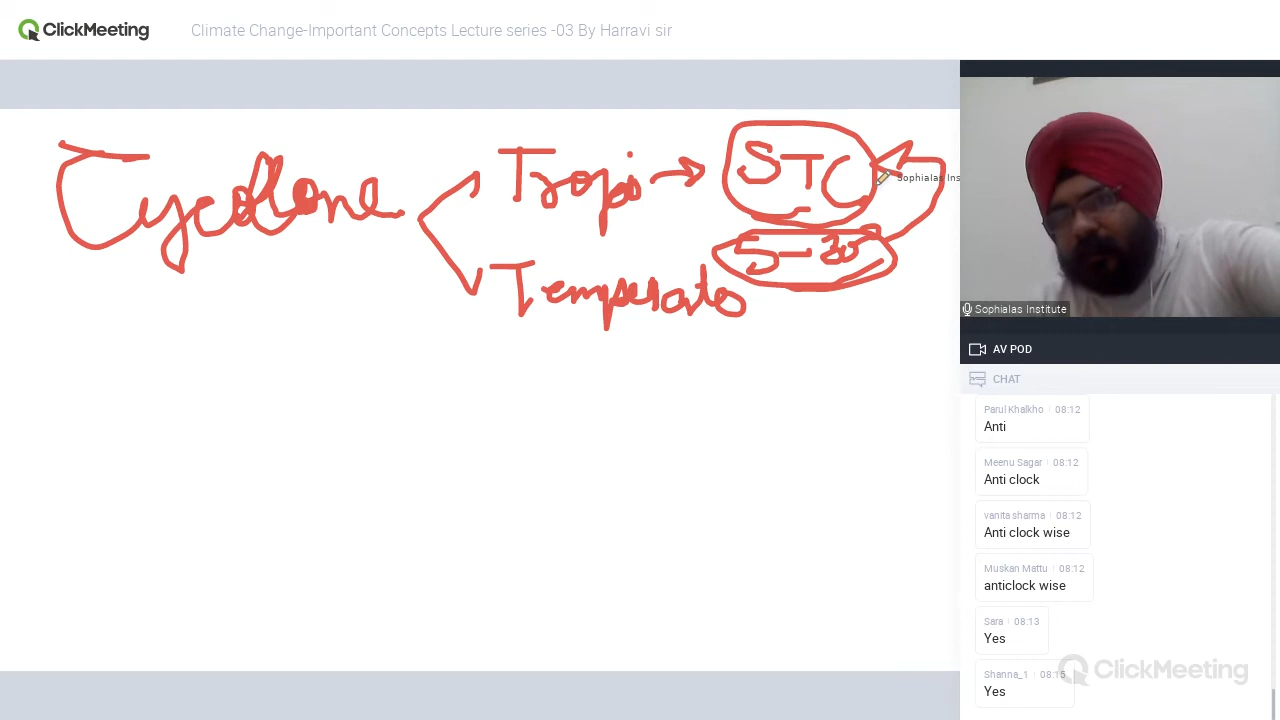 ClickMeeting
Climate Change-Important Concepts Lecture series -03 By Harravi sir
Cyclone
Tropi
STC
5-30
Temperate
Sophialas Ins
Sophialas Institute
AV POD
CHAT
Parul Khalkho 08:12
Anti
Meenu Sagar 08:12
Anti clock
vanita sharma 08:12
Anti clock wise
Muskan Mattu 08:12
anticlock wise
Sara 08:13
Yes
Shanna_1 08:15
Yes
ClickMeeting